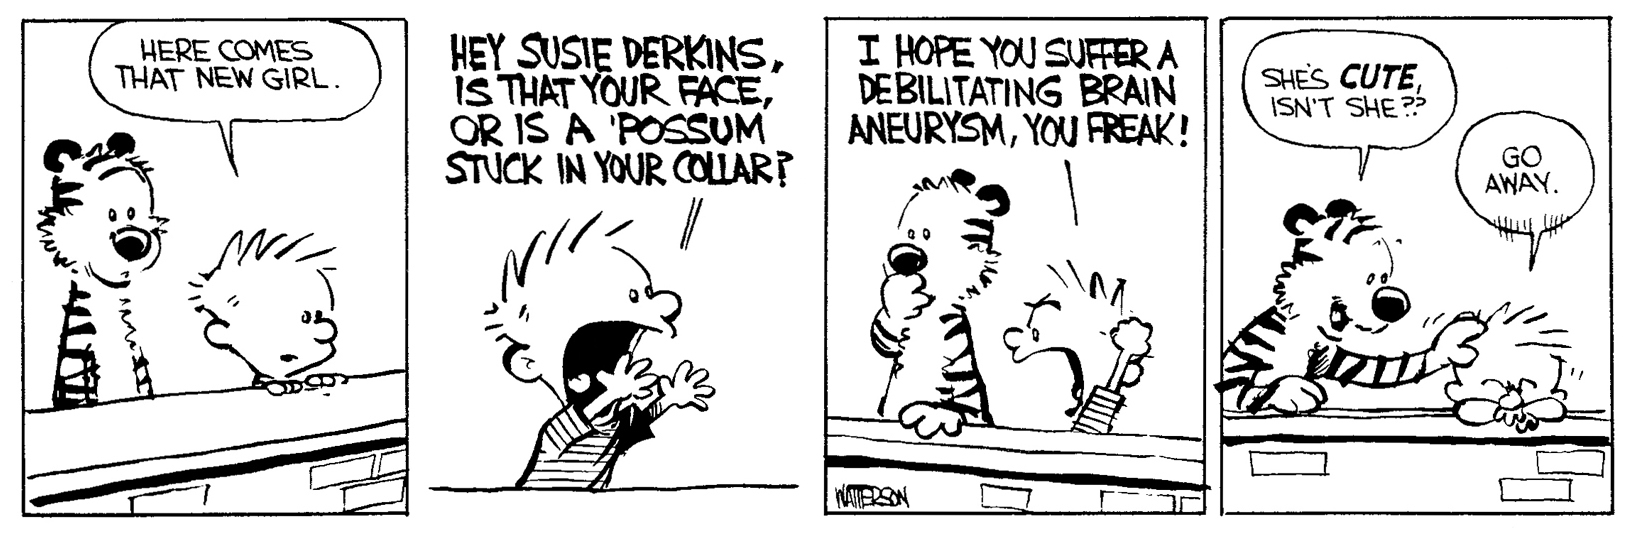 HERE COMES
THAT NEW GIRL.
HEY SUSIE DERKINS,
IS THAT YOUR FACE,
OR IS A 'POSSUM
STUCK IN YOUR COLLAR?
I HOPE YOU SUFFER A
DEBILITATING BRAIN
ANEURYSM, YOU FREAK!
WATTERSON
SHE'S CUTE,
ISN'T SHE??
GO
AWAY.